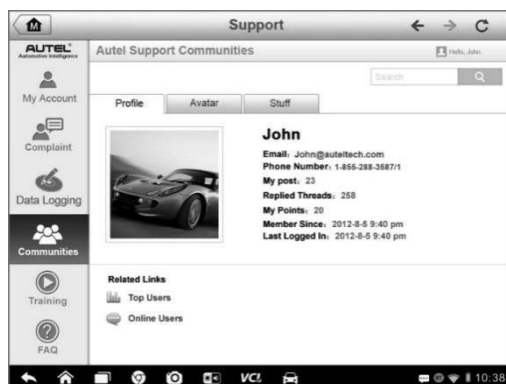 M
Support
AUTEL
Automotive Intelligence
Autel Support Communities
Hello, John
Search
My Account
Profile
Avatar
Stuff
John
Email: John@auteltech.com
Phone Number: 1-855-288-3587/1
My post: 23
Replied Threads: 258
My Points: 20
Member Since: 2012-8-5 9:40 pm
Last Logged In: 2012-8-5 9:40 pm
Complaint
Data Logging
Communities
Related Links
Top Users
Online Users
Training
FAQ
VCI
10:38